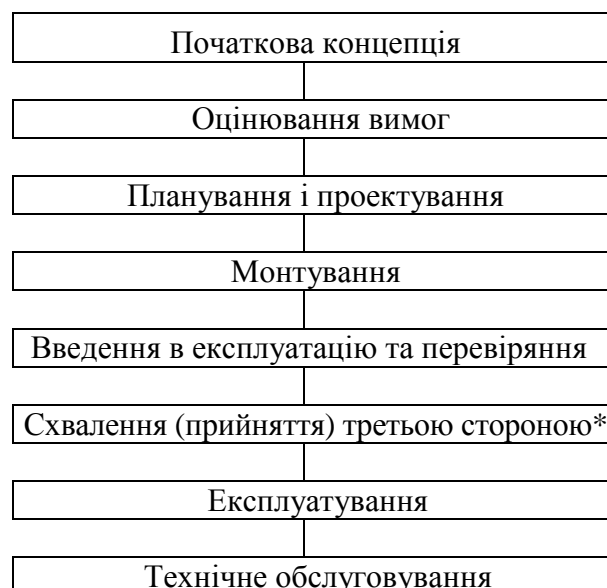 Початкова концепція
Оцінювання вимог
Планування і проектування
Монтування
Введення в експлуатацію та перевіряння
Схвалення (прийняття) третьою стороною*
Експлуатування
Технічне обслуговування